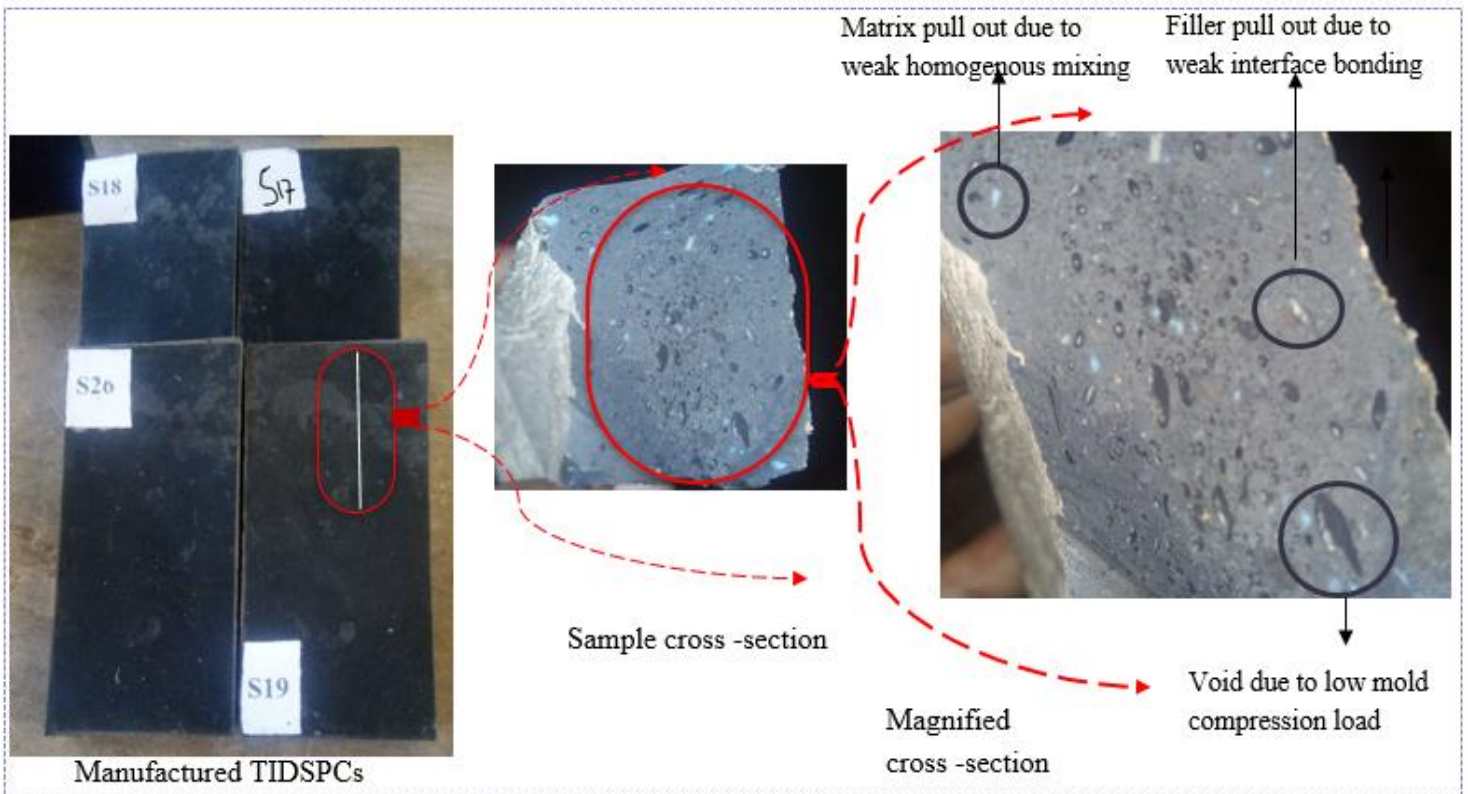 Matrix pull out due to
weak homogenous mixing
Filler pull out due to
weak interface bonding
S18
S17
S26
S19
Manufactured TIDSPCs
Sample cross -section
Magnified
cross -section
Void due to low mold
compression load